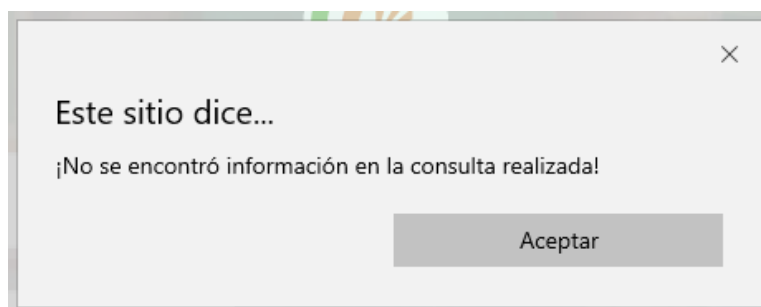 Este sitio dice...
¡No se encontró información en la consulta realizada!
Aceptar